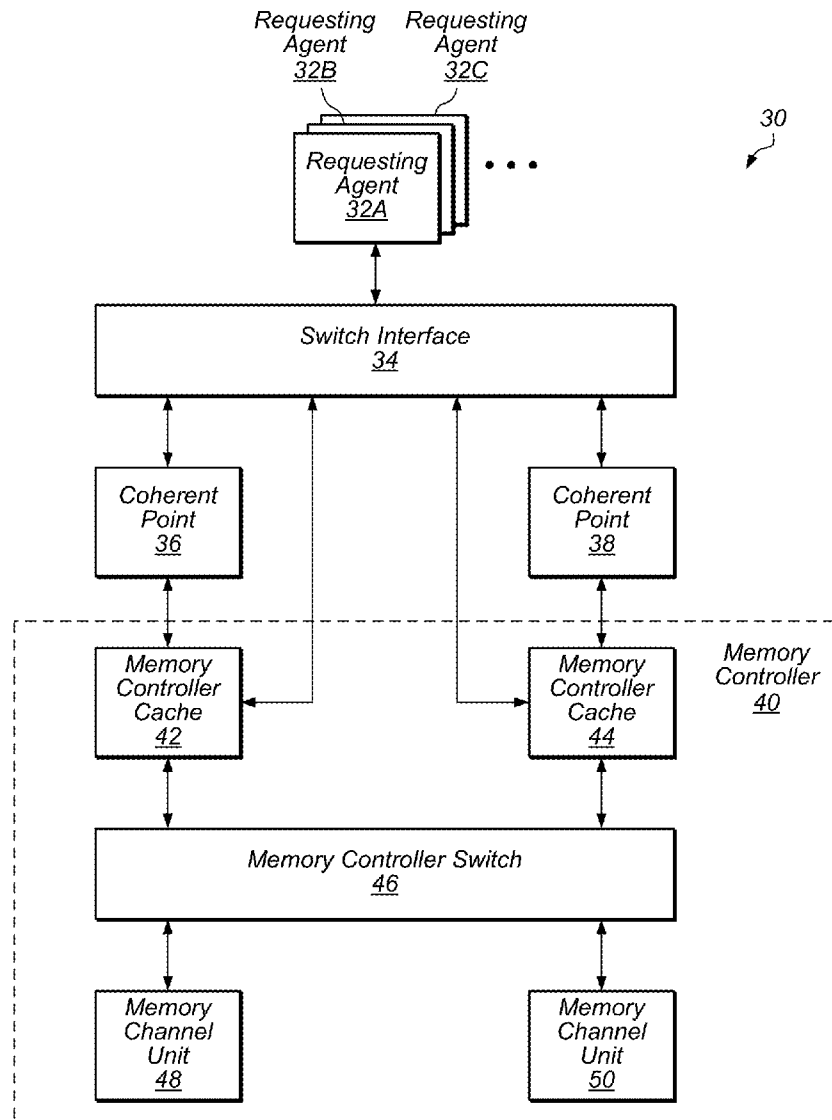 Requesting
Agent
32B
Requesting
Agent
32C
30
Requesting
Agent
32A
Switch Interface
34
Coherent
Point
36
Coherent
Point
38
Memory
Controller
Cache
42
Memory
Controller
Cache
44
Memory
Controller
40
Memory Controller Switch
46
Memory
Channel
Unit
48
Memory
Channel
Unit
50